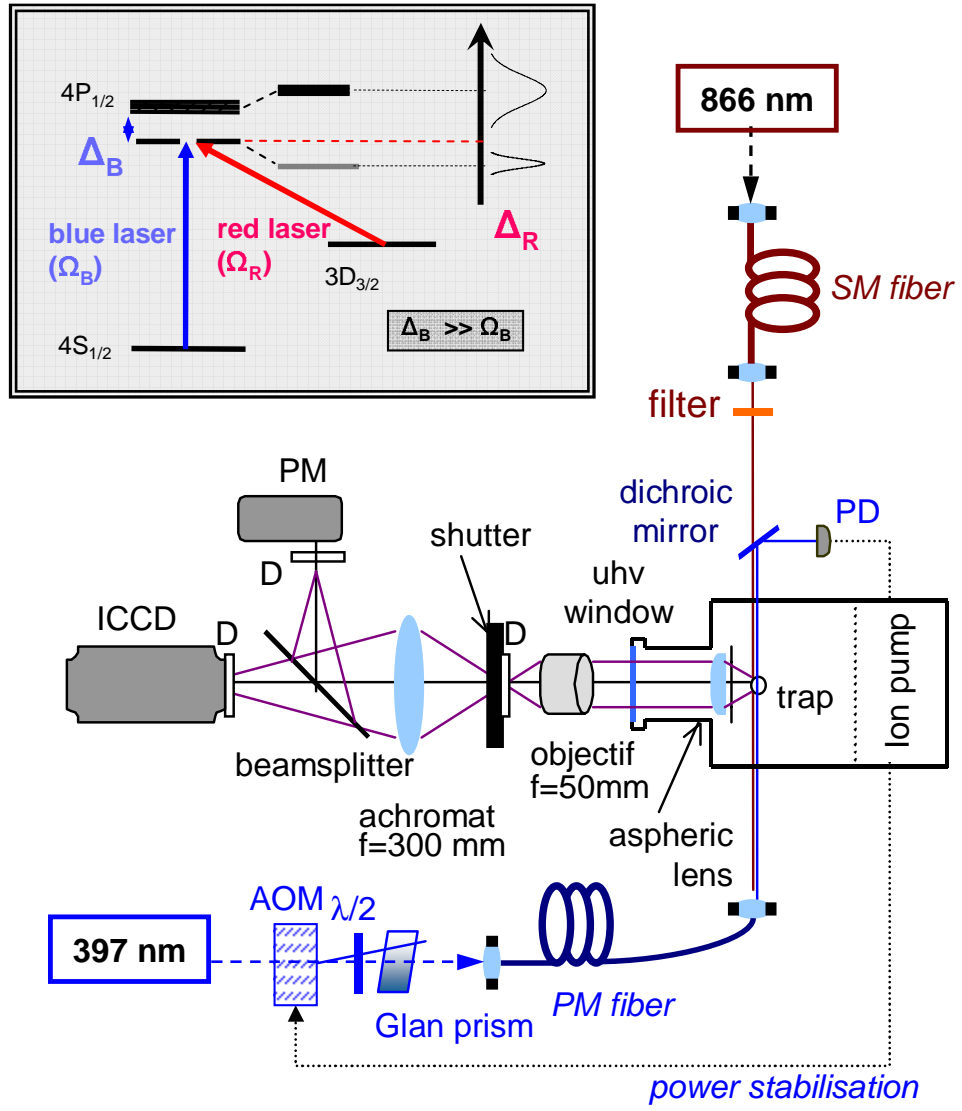 4P1/2
ΔB
blue laser
(ΩB)
red laser
(ΩR)
ΔR
3D3/2
4S1/2
ΔB >> ΩB
866 nm
SM fiber
filter
dichroic
mirror
PD
PM
D
shutter
uhv
window
ICCD
D
D
trap
Ion pump
beamsplitter
objectif
f=50mm
achromat
f=300 mm
aspheric
lens
AOM
λ/2
397 nm
Glan prism
PM fiber
power stabilisation